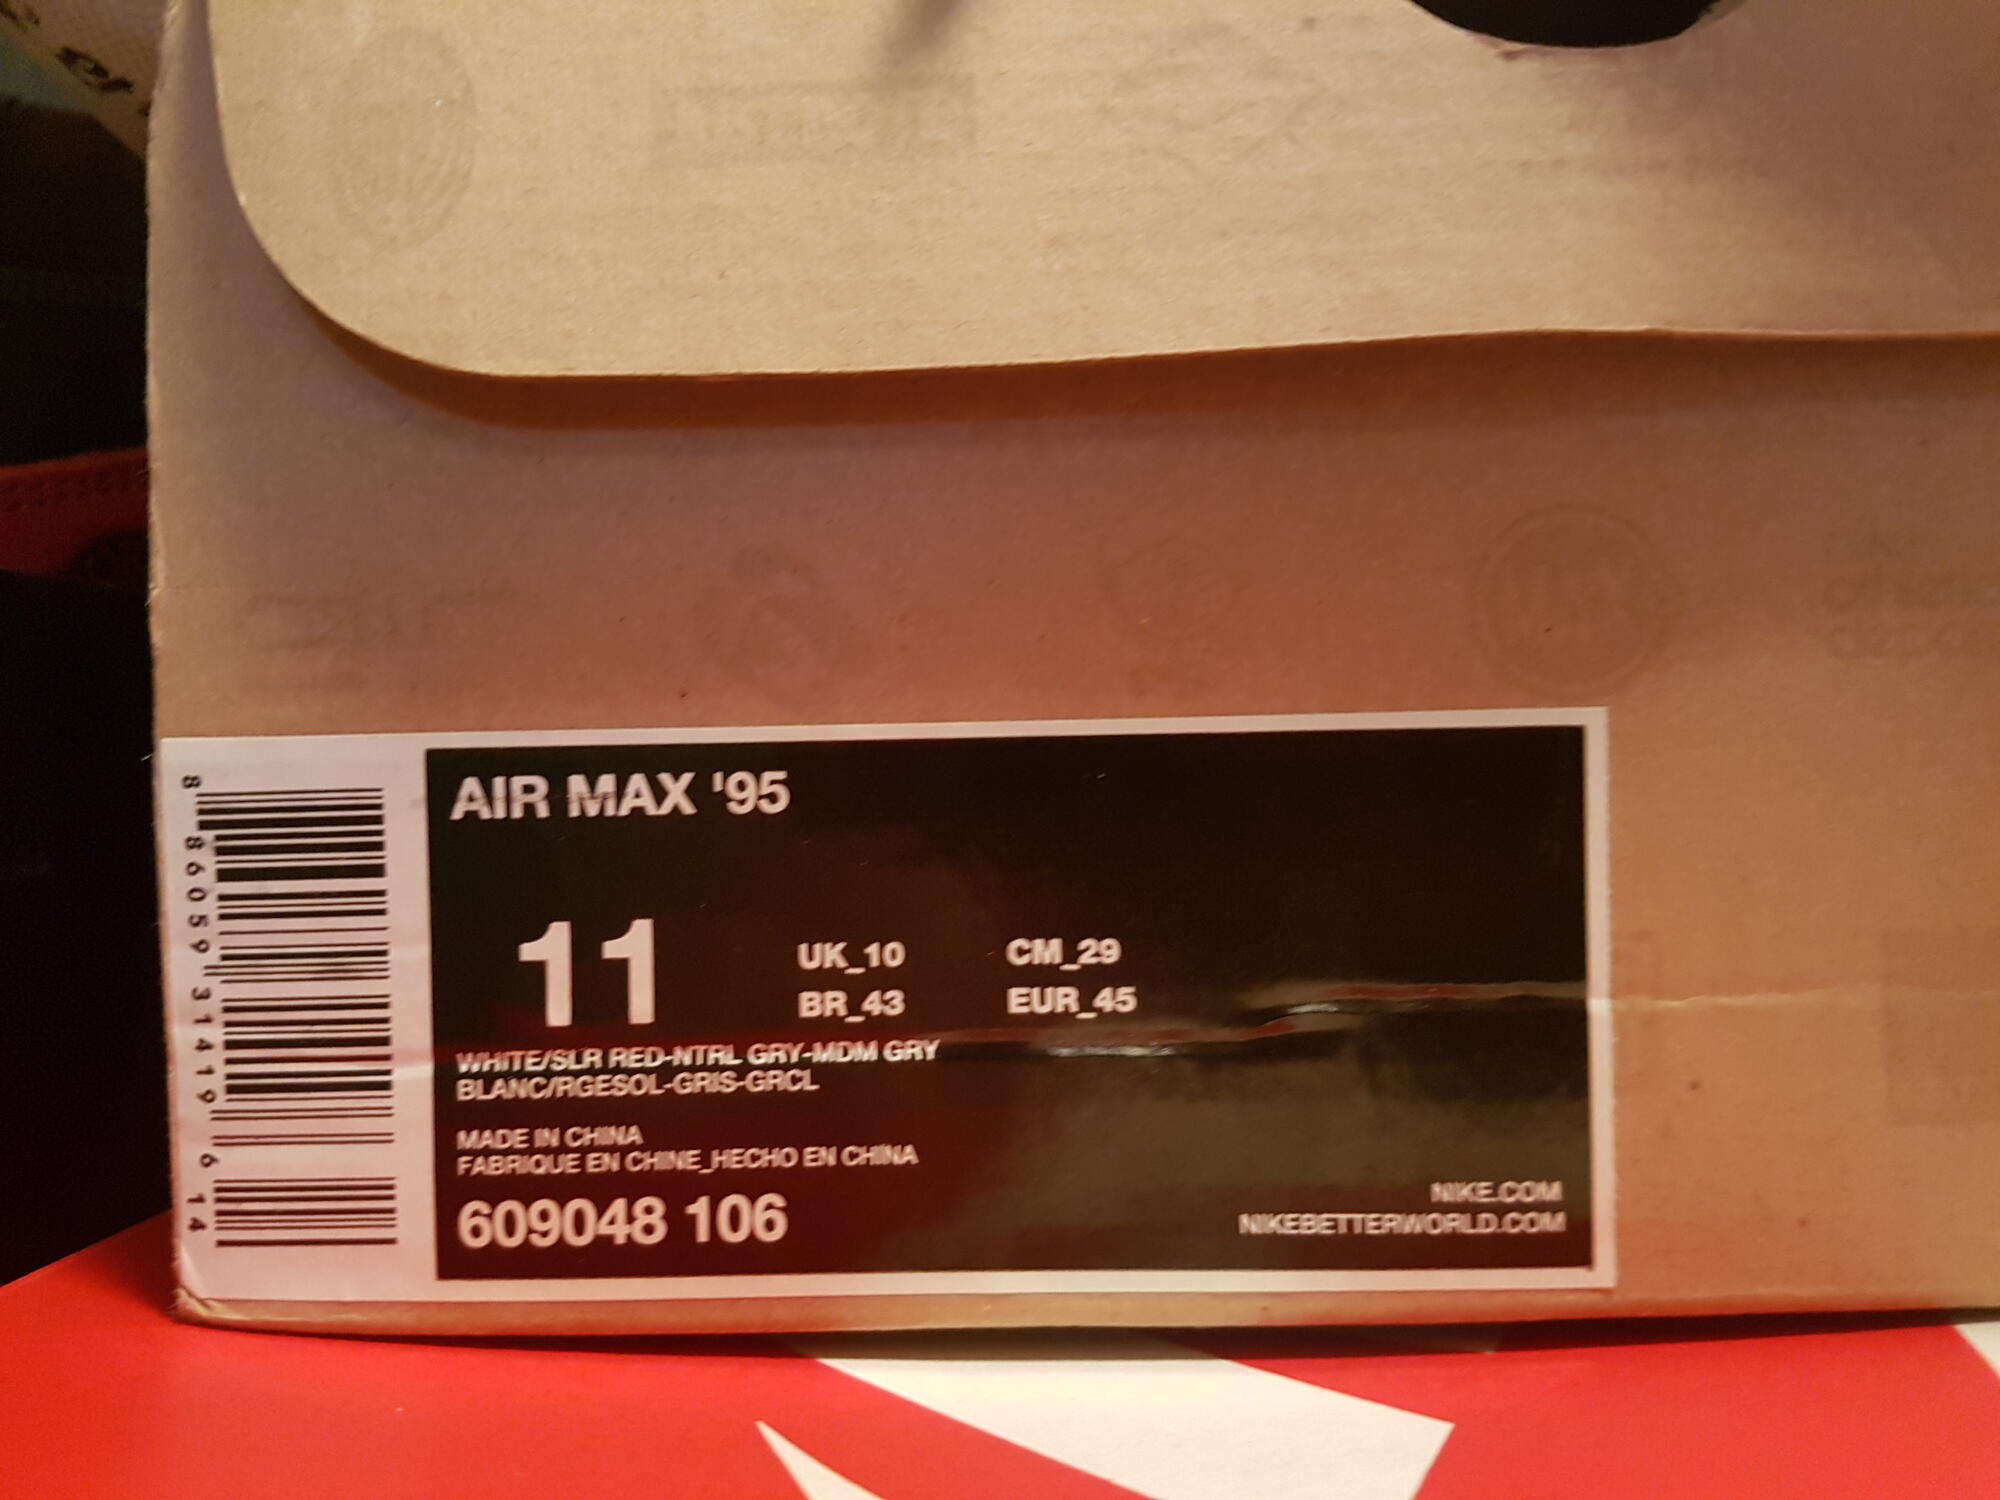 AIR MAX '95
11
UK_10 CM_29
BR_43 EUR_45
WHITE/SLR RED-NTRL GRY-MDM GRY
BLANC/RGESOL-GRIS-GRCL
MADE IN CHINA
FABRIQUE EN CHINE_HECHO EN CHINA
609048 106
NIKE.COM
NIKEBETTERWORLD.COM
8 86059 31419 6 14